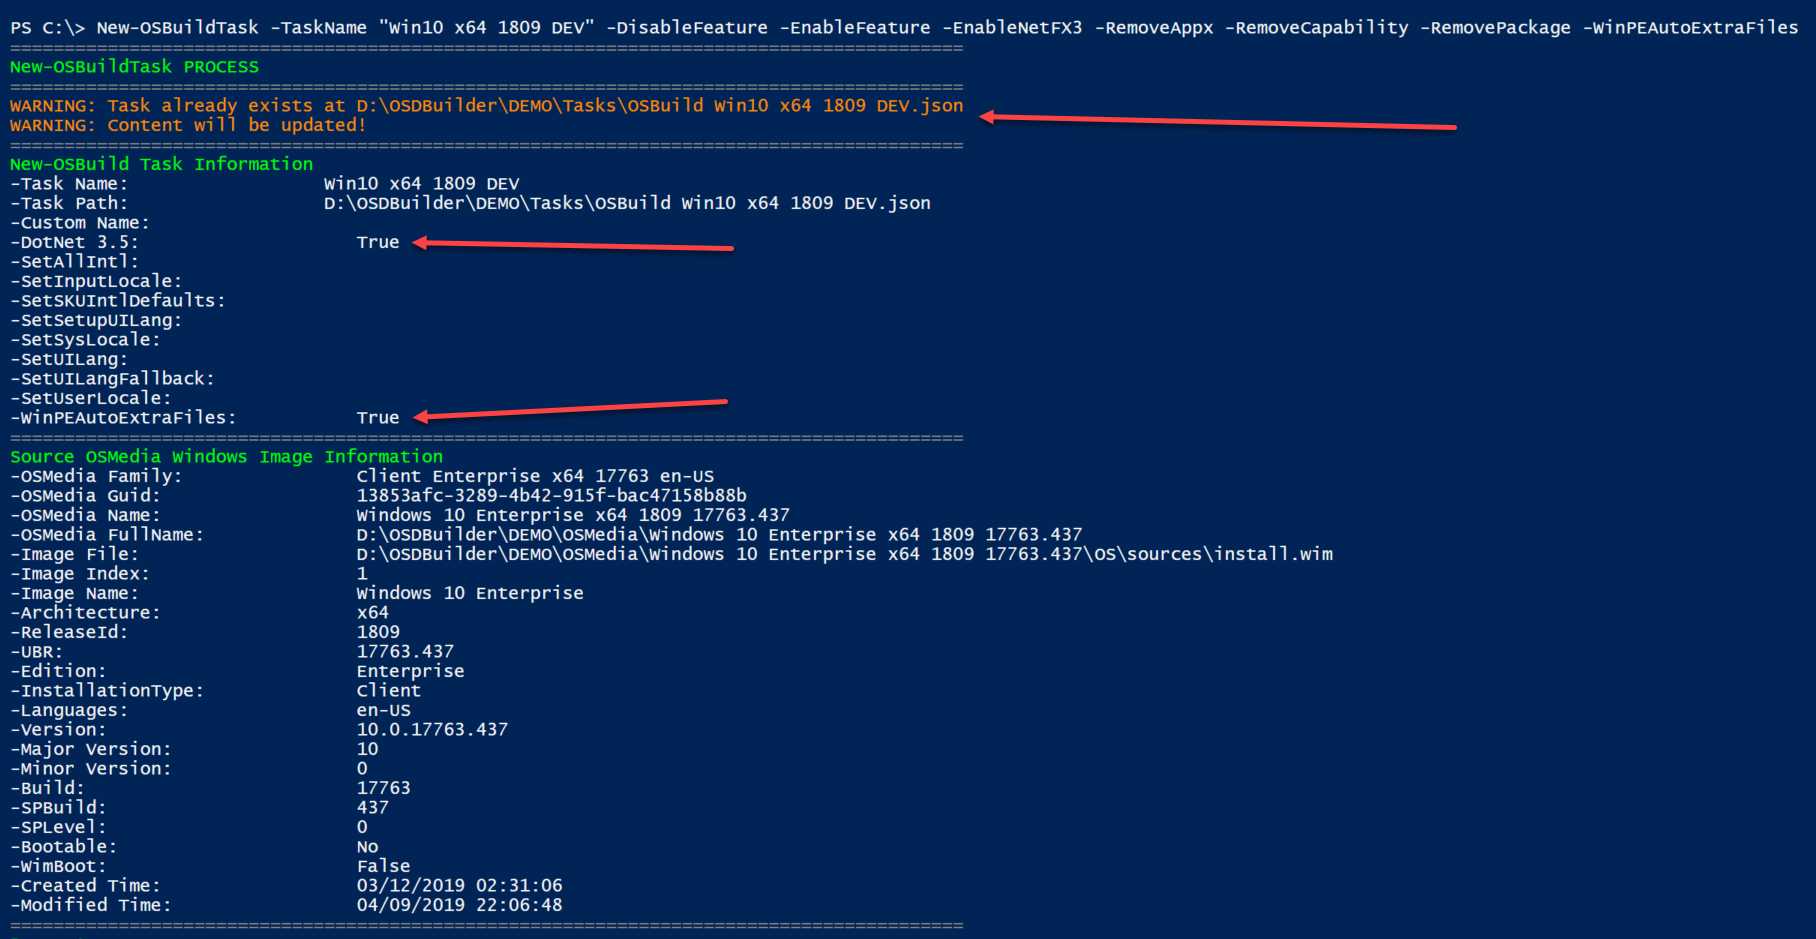 PS C:\> New-OSBuildTask -TaskName "Win10 x64 1809 DEV" -DisableFeature -EnableFeature -EnableNetFX3 -RemoveAppx -RemoveCapability -RemovePackage -WinPEAutoExtraFiles
========================================================================================
New-OSBuildTask PROCESS
========================================================================================
WARNING: Task already exists at D:\OSDBuilder\DEMO\Tasks\OSBuild Win10 x64 1809 DEV.json
WARNING: Content will be updated!
========================================================================================
New-OSBuild Task Information
-Task Name: Win10 x64 1809 DEV
-Task Path: D:\OSDBuilder\DEMO\Tasks\OSBuild Win10 x64 1809 DEV.json
-Custom Name:
-DotNet 3.5: True
-SetAllIntl:
-SetInputLocale:
-SetSKUIntlDefaults:
-SetSetupUILang:
-SetSysLocale:
-SetUILang:
-SetUILangFallback:
-SetUserLocale:
-WinPEAutoExtraFiles: True
========================================================================================
Source OSMedia Windows Image Information
-OSMedia Family: Client Enterprise x64 17763 en-US
-OSMedia Guid: 13853afc-3289-4b42-915f-bac47158b88b
-OSMedia Name: Windows 10 Enterprise x64 1809 17763.437
-OSMedia FullName: D:\OSDBuilder\DEMO\OSMedia\Windows 10 Enterprise x64 1809 17763.437
-Image File: D:\OSDBuilder\DEMO\OSMedia\Windows 10 Enterprise x64 1809 17763.437\OS\sources\install.wim
-Image Index: 1
-Image Name: Windows 10 Enterprise
-Architecture: x64
-ReleaseId: 1809
-UBR: 17763.437
-Edition: Enterprise
-InstallationType: Client
-Languages: en-US
-Version: 10.0.17763.437
-Major Version: 10
-Minor Version: 0
-Build: 17763
-SPBuild: 437
-SPLevel: 0
-Bootable: No
-WimBoot: False
-Created Time: 03/12/2019 02:31:06
-Modified Time: 04/09/2019 22:06:48
========================================================================================